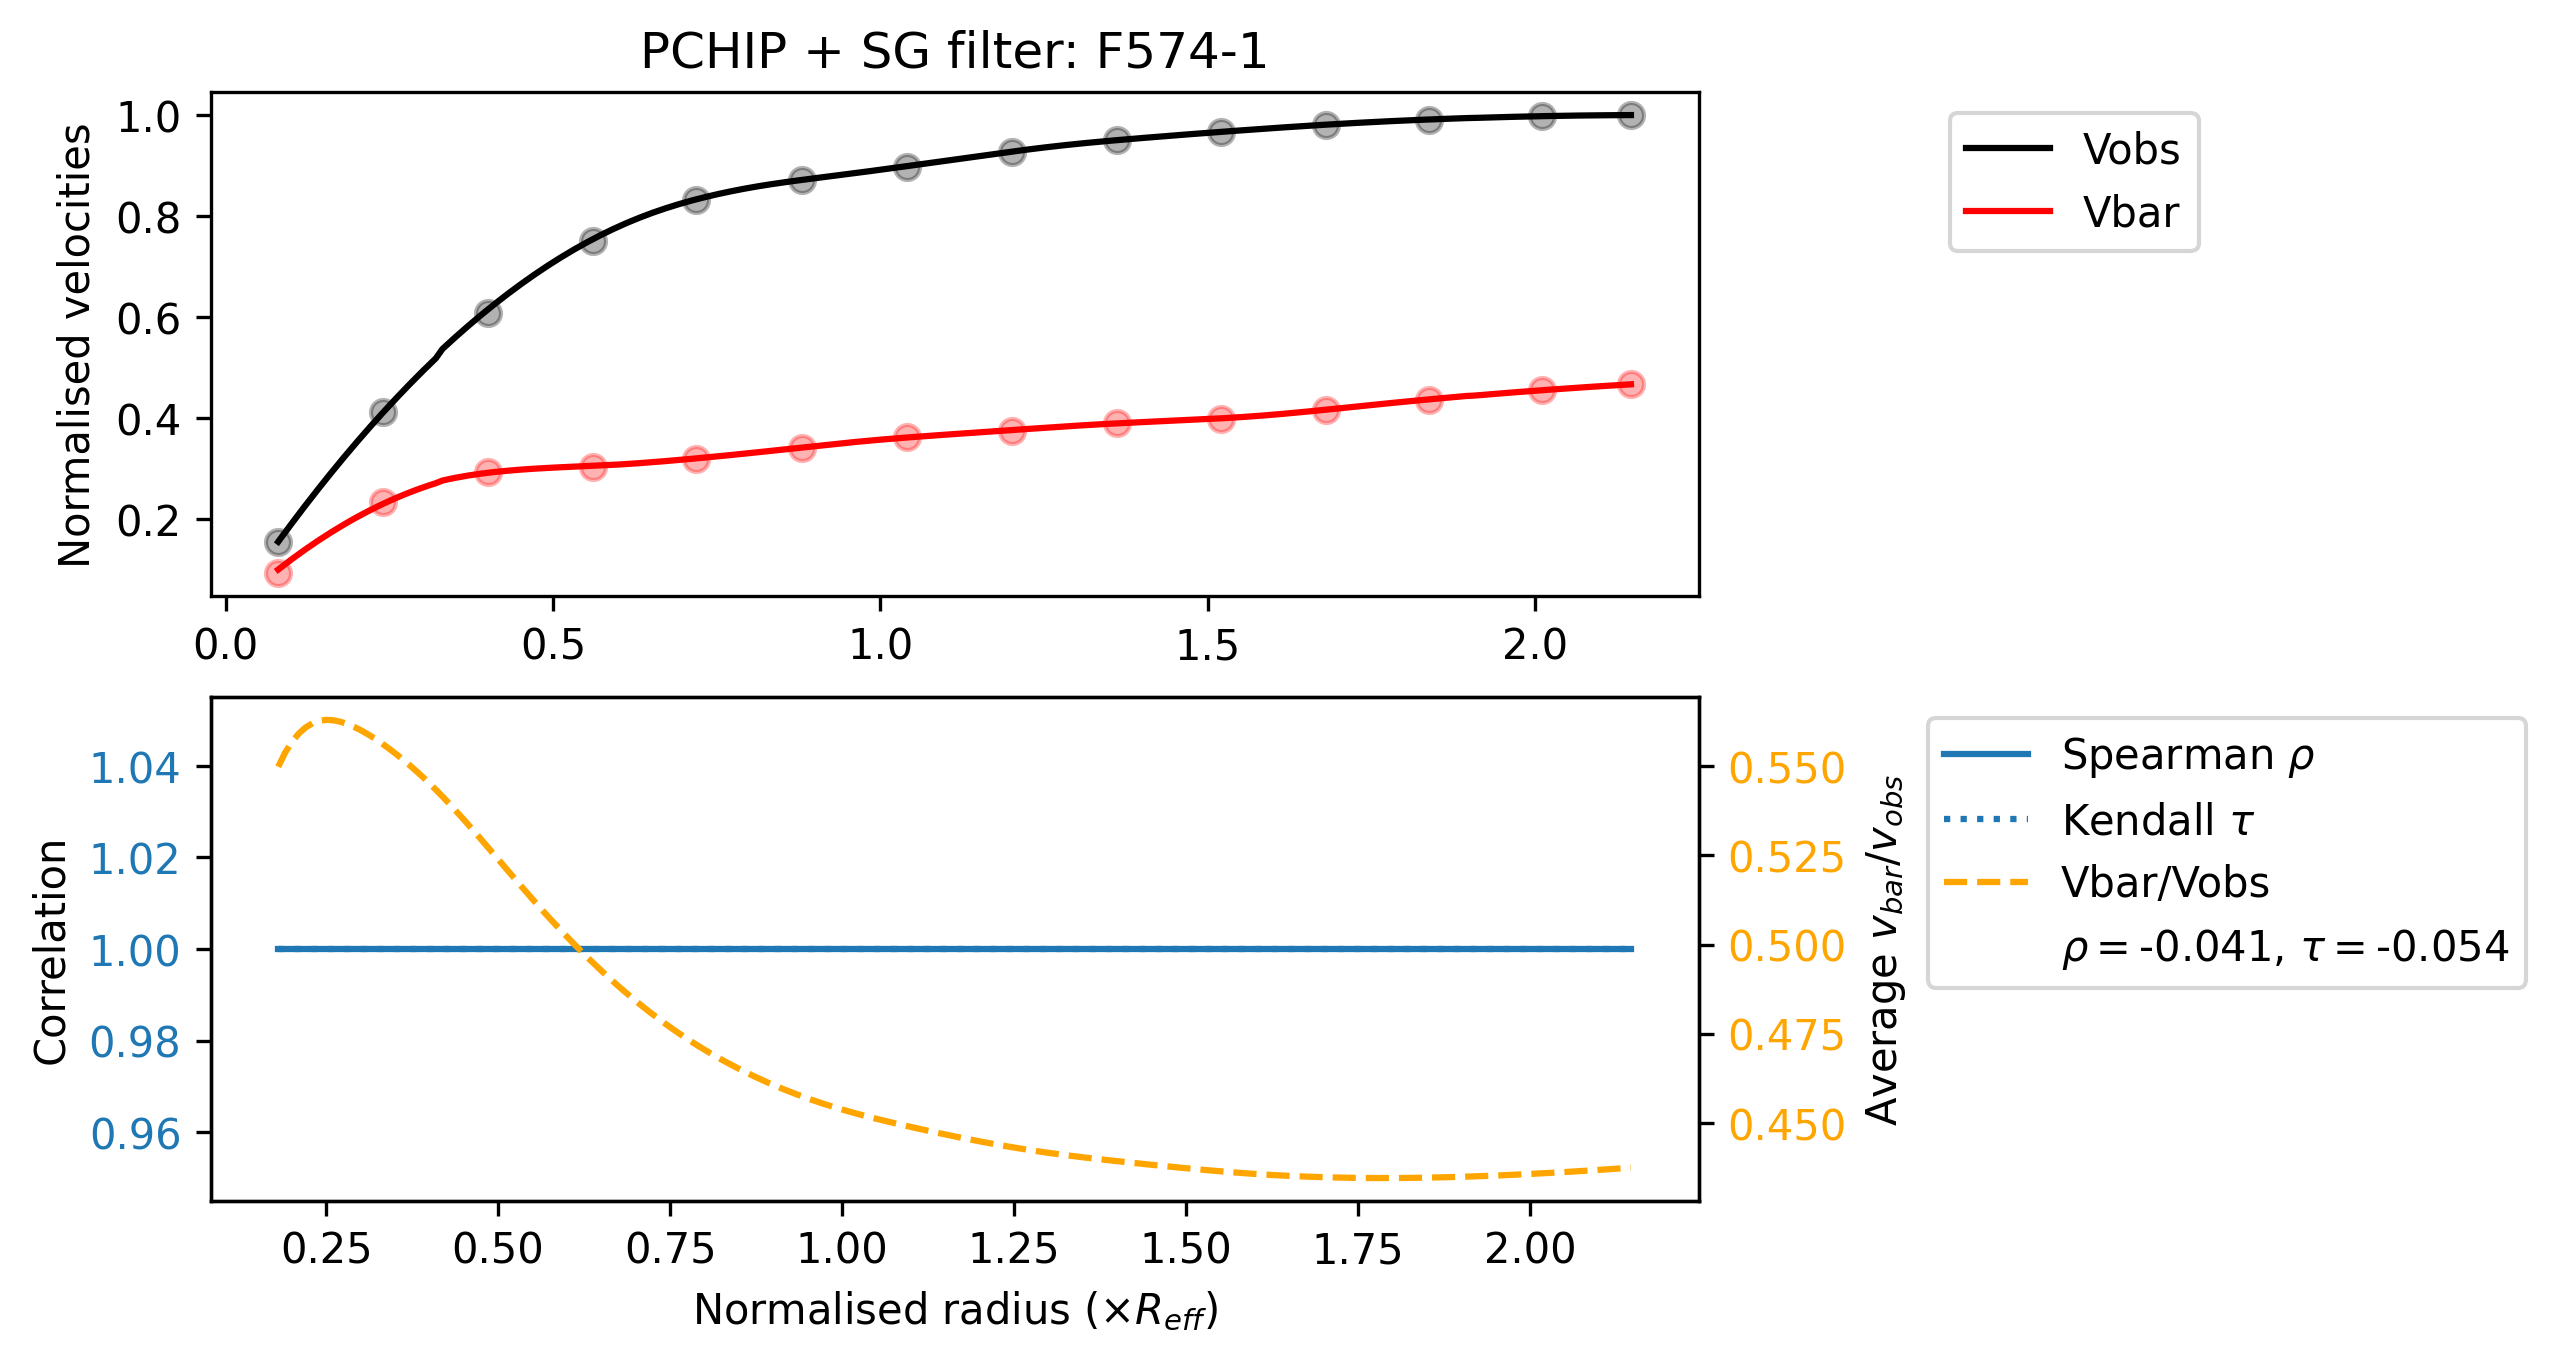 PCHIP + SG filter: F574-1
Normalised velocities
1.0
0.8
0.6
0.4
0.2
0.0 0.5 1.0 1.5 2.0
Vobs
Vbar
Correlation
1.04
1.02
1.00
0.98
0.96
0.550
0.525
0.500
0.475
0.450
Average v_bar/v_obs
0.25 0.50 0.75 1.00 1.25 1.50 1.75 2.00
Normalised radius (×R_eff)
Spearman ρ
Kendall τ
Vbar/Vobs
ρ = -0.041, τ = -0.054